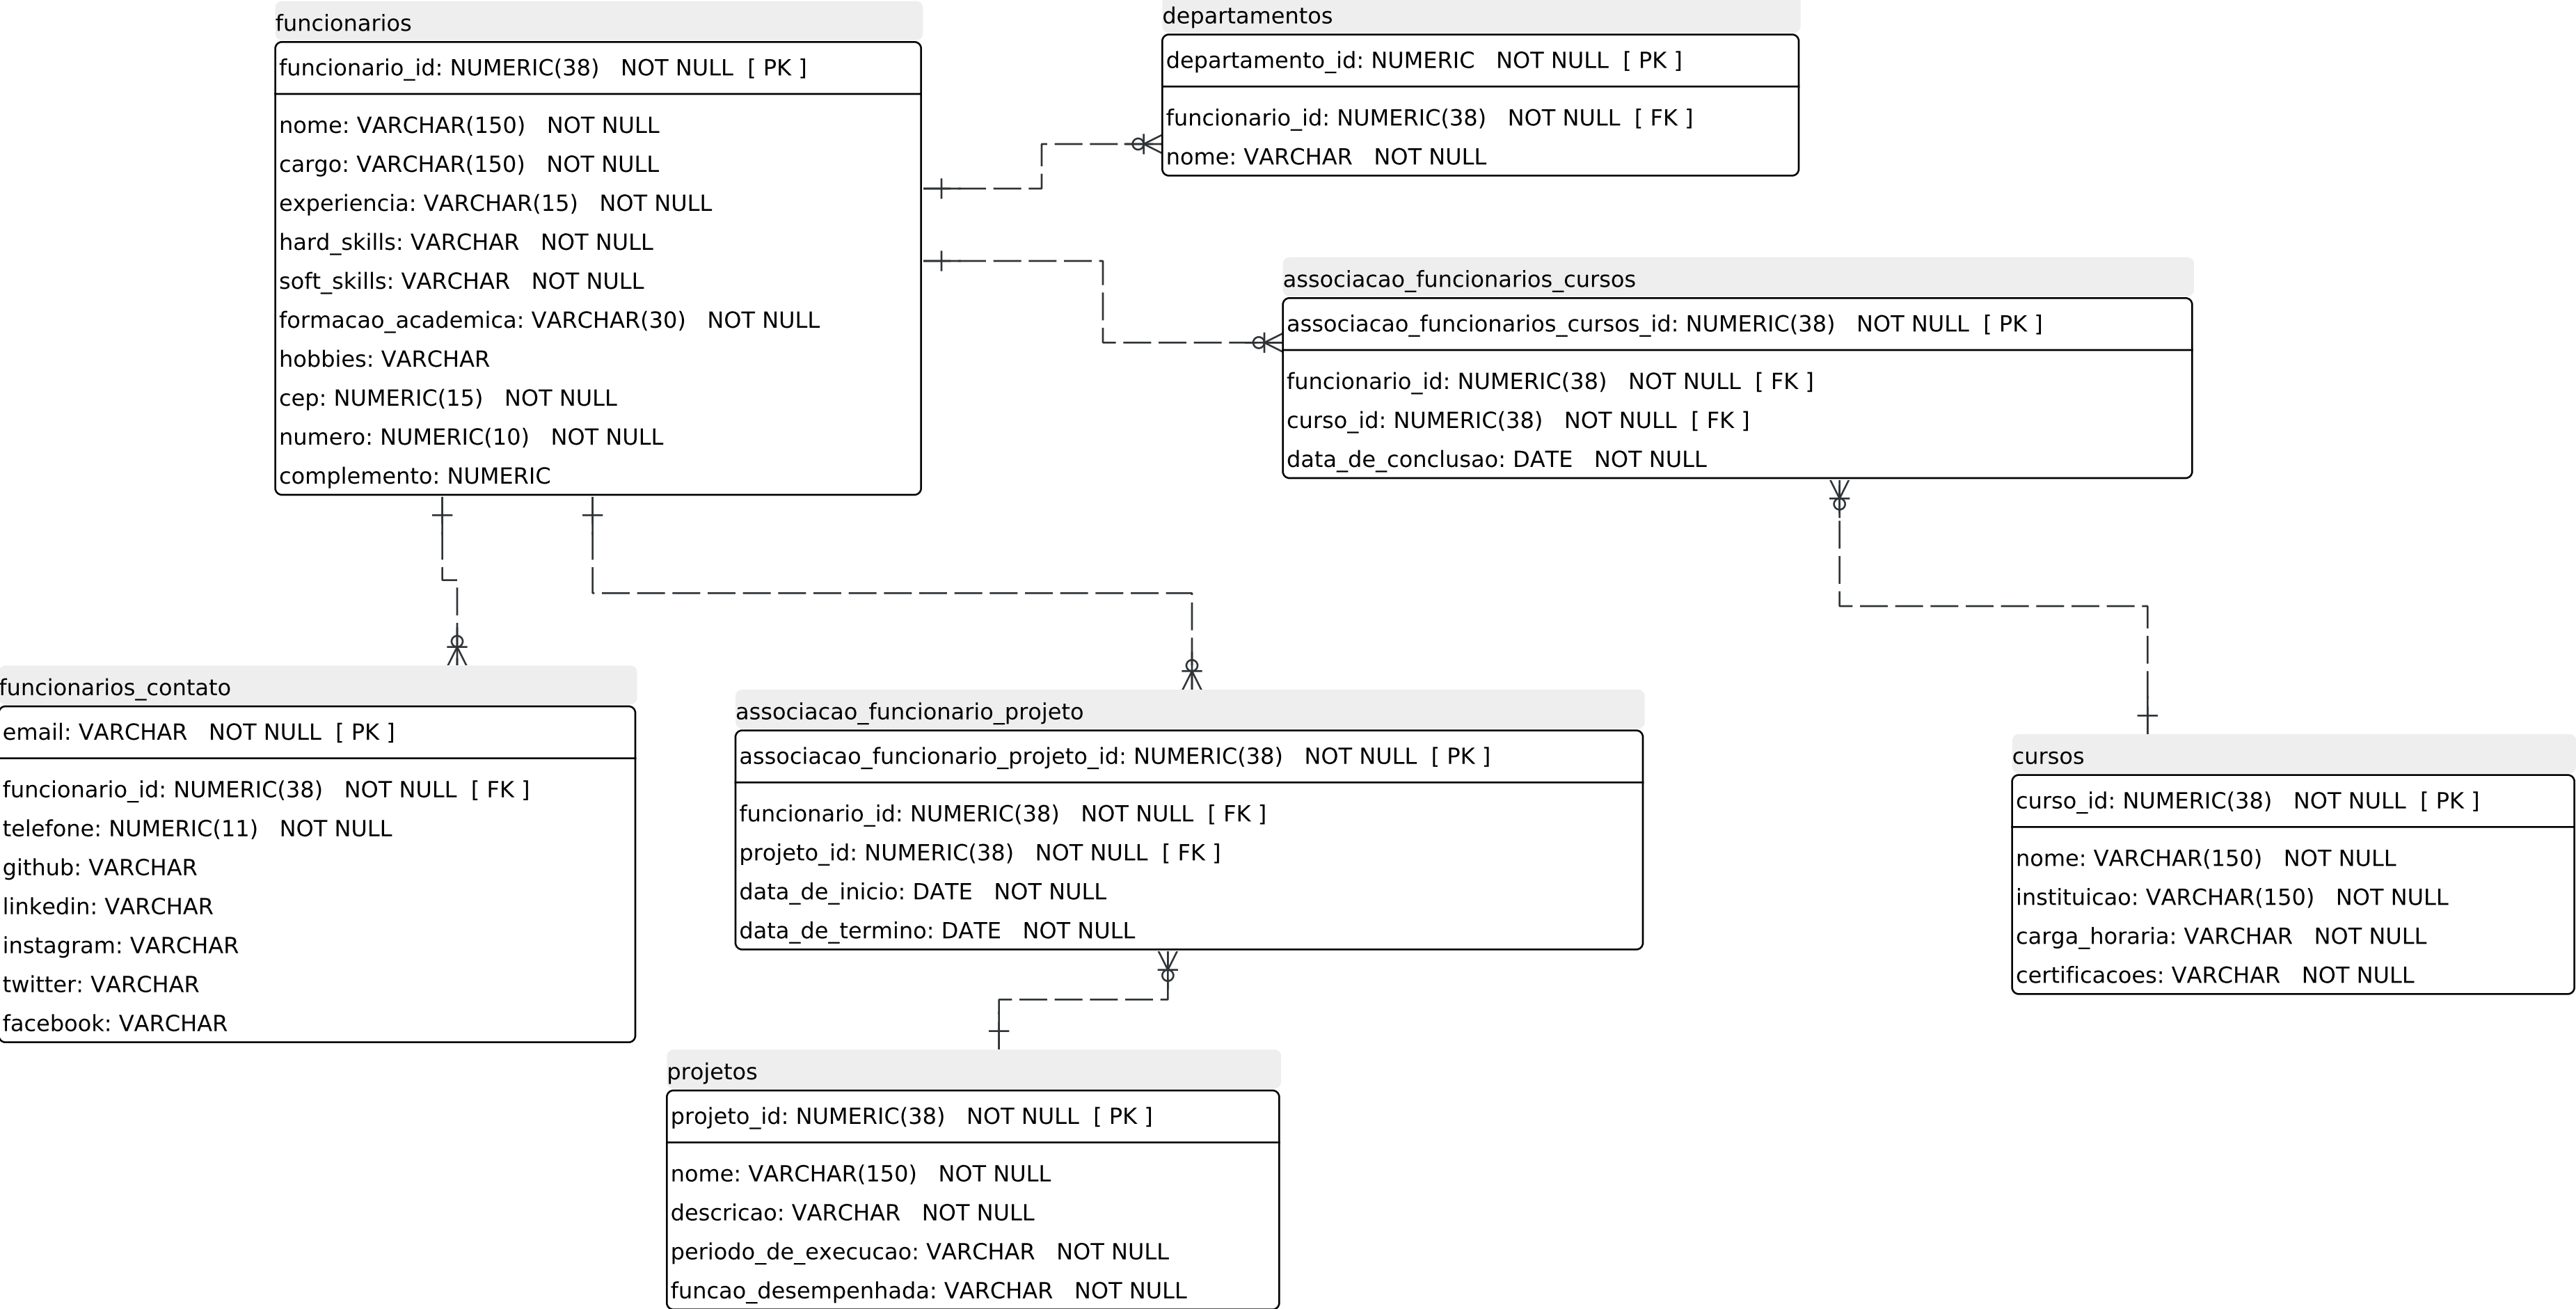 funcionarios
funcionario_id: NUMERIC(38) NOT NULL [ PK ]
nome: VARCHAR(150) NOT NULL
cargo: VARCHAR(150) NOT NULL
experiencia: VARCHAR(15) NOT NULL
hard_skills: VARCHAR NOT NULL
soft_skills: VARCHAR NOT NULL
formacao_academica: VARCHAR(30) NOT NULL
hobbies: VARCHAR
cep: NUMERIC(15) NOT NULL
numero: NUMERIC(10) NOT NULL
complemento: NUMERIC
departamentos
departamento_id: NUMERIC NOT NULL [ PK ]
funcionario_id: NUMERIC(38) NOT NULL [ FK ]
nome: VARCHAR NOT NULL
associacao_funcionarios_cursos
associacao_funcionarios_cursos_id: NUMERIC(38) NOT NULL [ PK ]
funcionario_id: NUMERIC(38) NOT NULL [ FK ]
curso_id: NUMERIC(38) NOT NULL [ FK ]
data_de_conclusao: DATE NOT NULL
funcionarios_contato
email: VARCHAR NOT NULL [ PK ]
funcionario_id: NUMERIC(38) NOT NULL [ FK ]
telefone: NUMERIC(11) NOT NULL
github: VARCHAR
linkedin: VARCHAR
instagram: VARCHAR
twitter: VARCHAR
facebook: VARCHAR
associacao_funcionario_projeto
associacao_funcionario_projeto_id: NUMERIC(38) NOT NULL [ PK ]
funcionario_id: NUMERIC(38) NOT NULL [ FK ]
projeto_id: NUMERIC(38) NOT NULL [ FK ]
data_de_inicio: DATE NOT NULL
data_de_termino: DATE NOT NULL
cursos
curso_id: NUMERIC(38) NOT NULL [ PK ]
nome: VARCHAR(150) NOT NULL
instituicao: VARCHAR(150) NOT NULL
carga_horaria: VARCHAR NOT NULL
certificacoes: VARCHAR NOT NULL
projetos
projeto_id: NUMERIC(38) NOT NULL [ PK ]
nome: VARCHAR(150) NOT NULL
descricao: VARCHAR NOT NULL
periodo_de_execucao: VARCHAR NOT NULL
funcao_desempenhada: VARCHAR NOT NULL